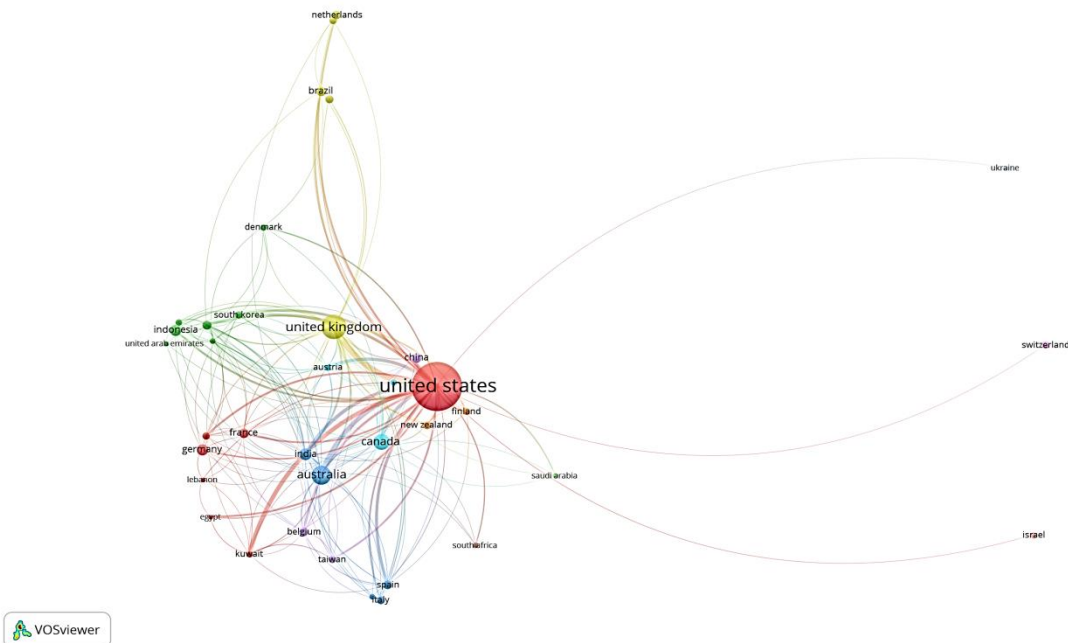 netherlands
brazil
ukraine
denmark
south korea
indonesia
united kingdom
united arab emirates
switzerland
china
austria
united states
finland
new zealand
france
canada
germany
india
australia
saudi arabia
lebanon
egypt
belgium
israel
south africa
kuwait
taiwan
spain
italy
VOSviewer